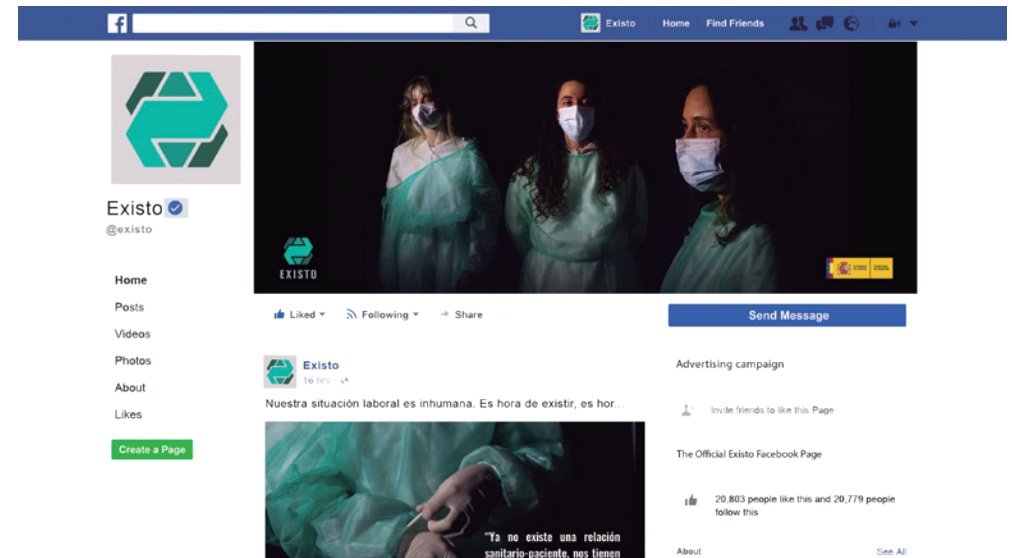 f
Existo
Home
Find Friends
Existo
@existo
Home
Posts
Videos
Photos
About
Likes
Create a Page
EXISTO
Liked
Following
Share
Send Message
Existo
16 hrs
Nuestra situación laboral es inhumana. Es hora de existir, es hor...
"Ya no existe una relación
sanitario-paciente, nos tienen
Advertising campaign
Invite friends to like this Page
The Official Existo Facebook Page
20,803 people like this and 20,779 people
follow this
About
See All